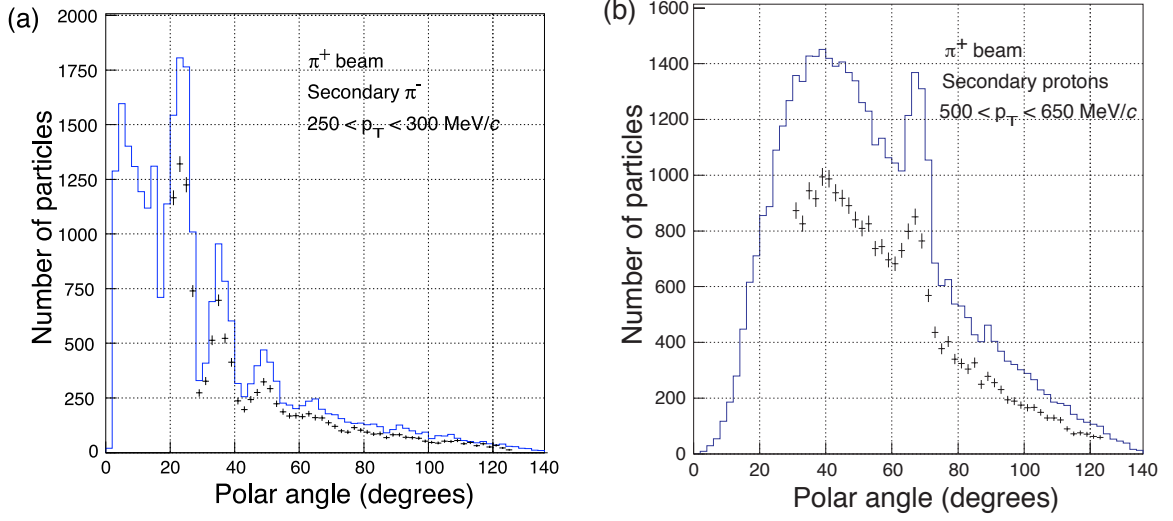 (a)
2000
1750
1500
1250
1000
750
500
250
0
0 20 40 60 80 100 120 140
Number of particles
Polar angle (degrees)
π+ beam
Secondary π-
250 < pT < 300 MeV/c
(b)
1600
1400
1200
1000
800
600
400
200
0
0 20 40 60 80 100 120 140
Number of particles
Polar angle (degrees)
π+ beam
Secondary protons
500 < pT < 650 MeV/c